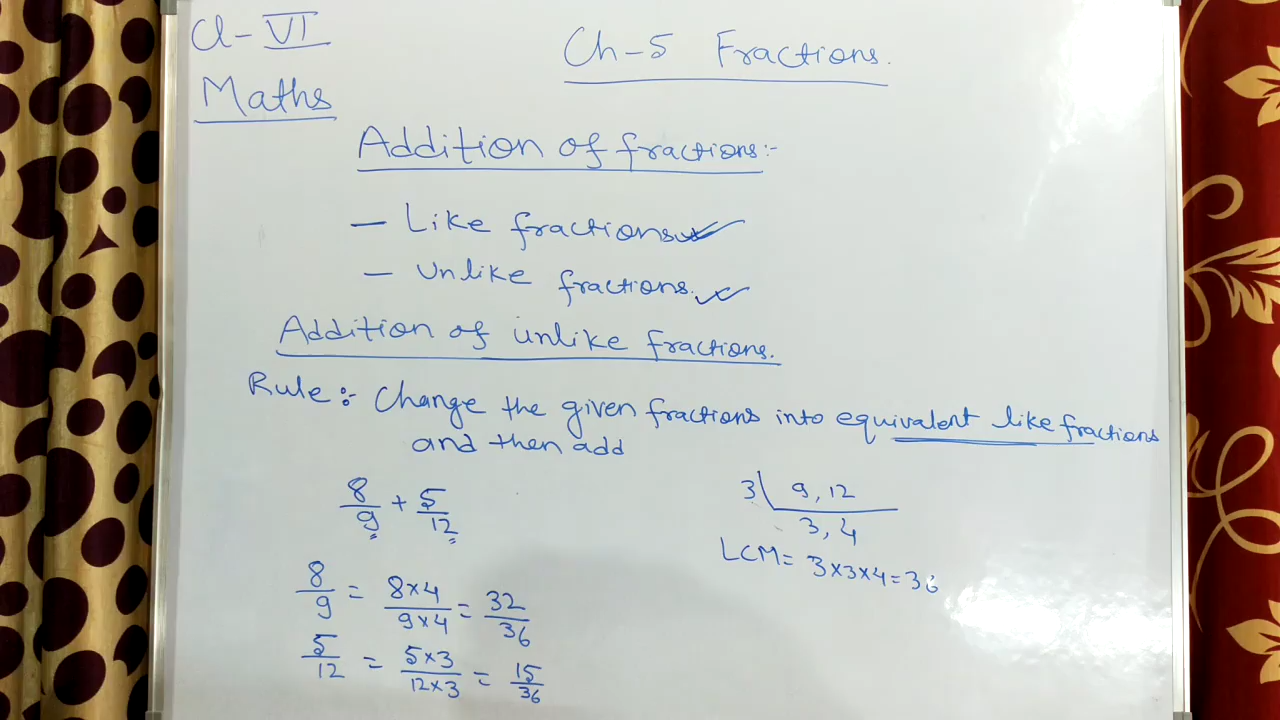 Cl-VI
Ch-5 Fractions.
Maths
Addition of fractions:-
- Like fractions ✓
- Unlike fractions. ✓
Addition of unlike fractions.
Rule:- Change the given fractions into equivalent like fractions
and then add
8/9 + 5/12
3 | 9, 12
3, 4
LCM = 3×3×4=36
8/9 = 8×4/9×4 = 32/36
5/12 = 5×3/12×3 = 15/36